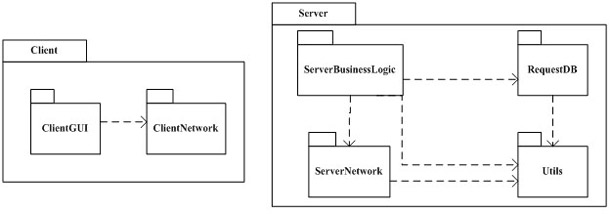 Client
ClientGUI
ClientNetwork
Server
ServerBusinessLogic
RequestDB
ServerNetwork
Utils